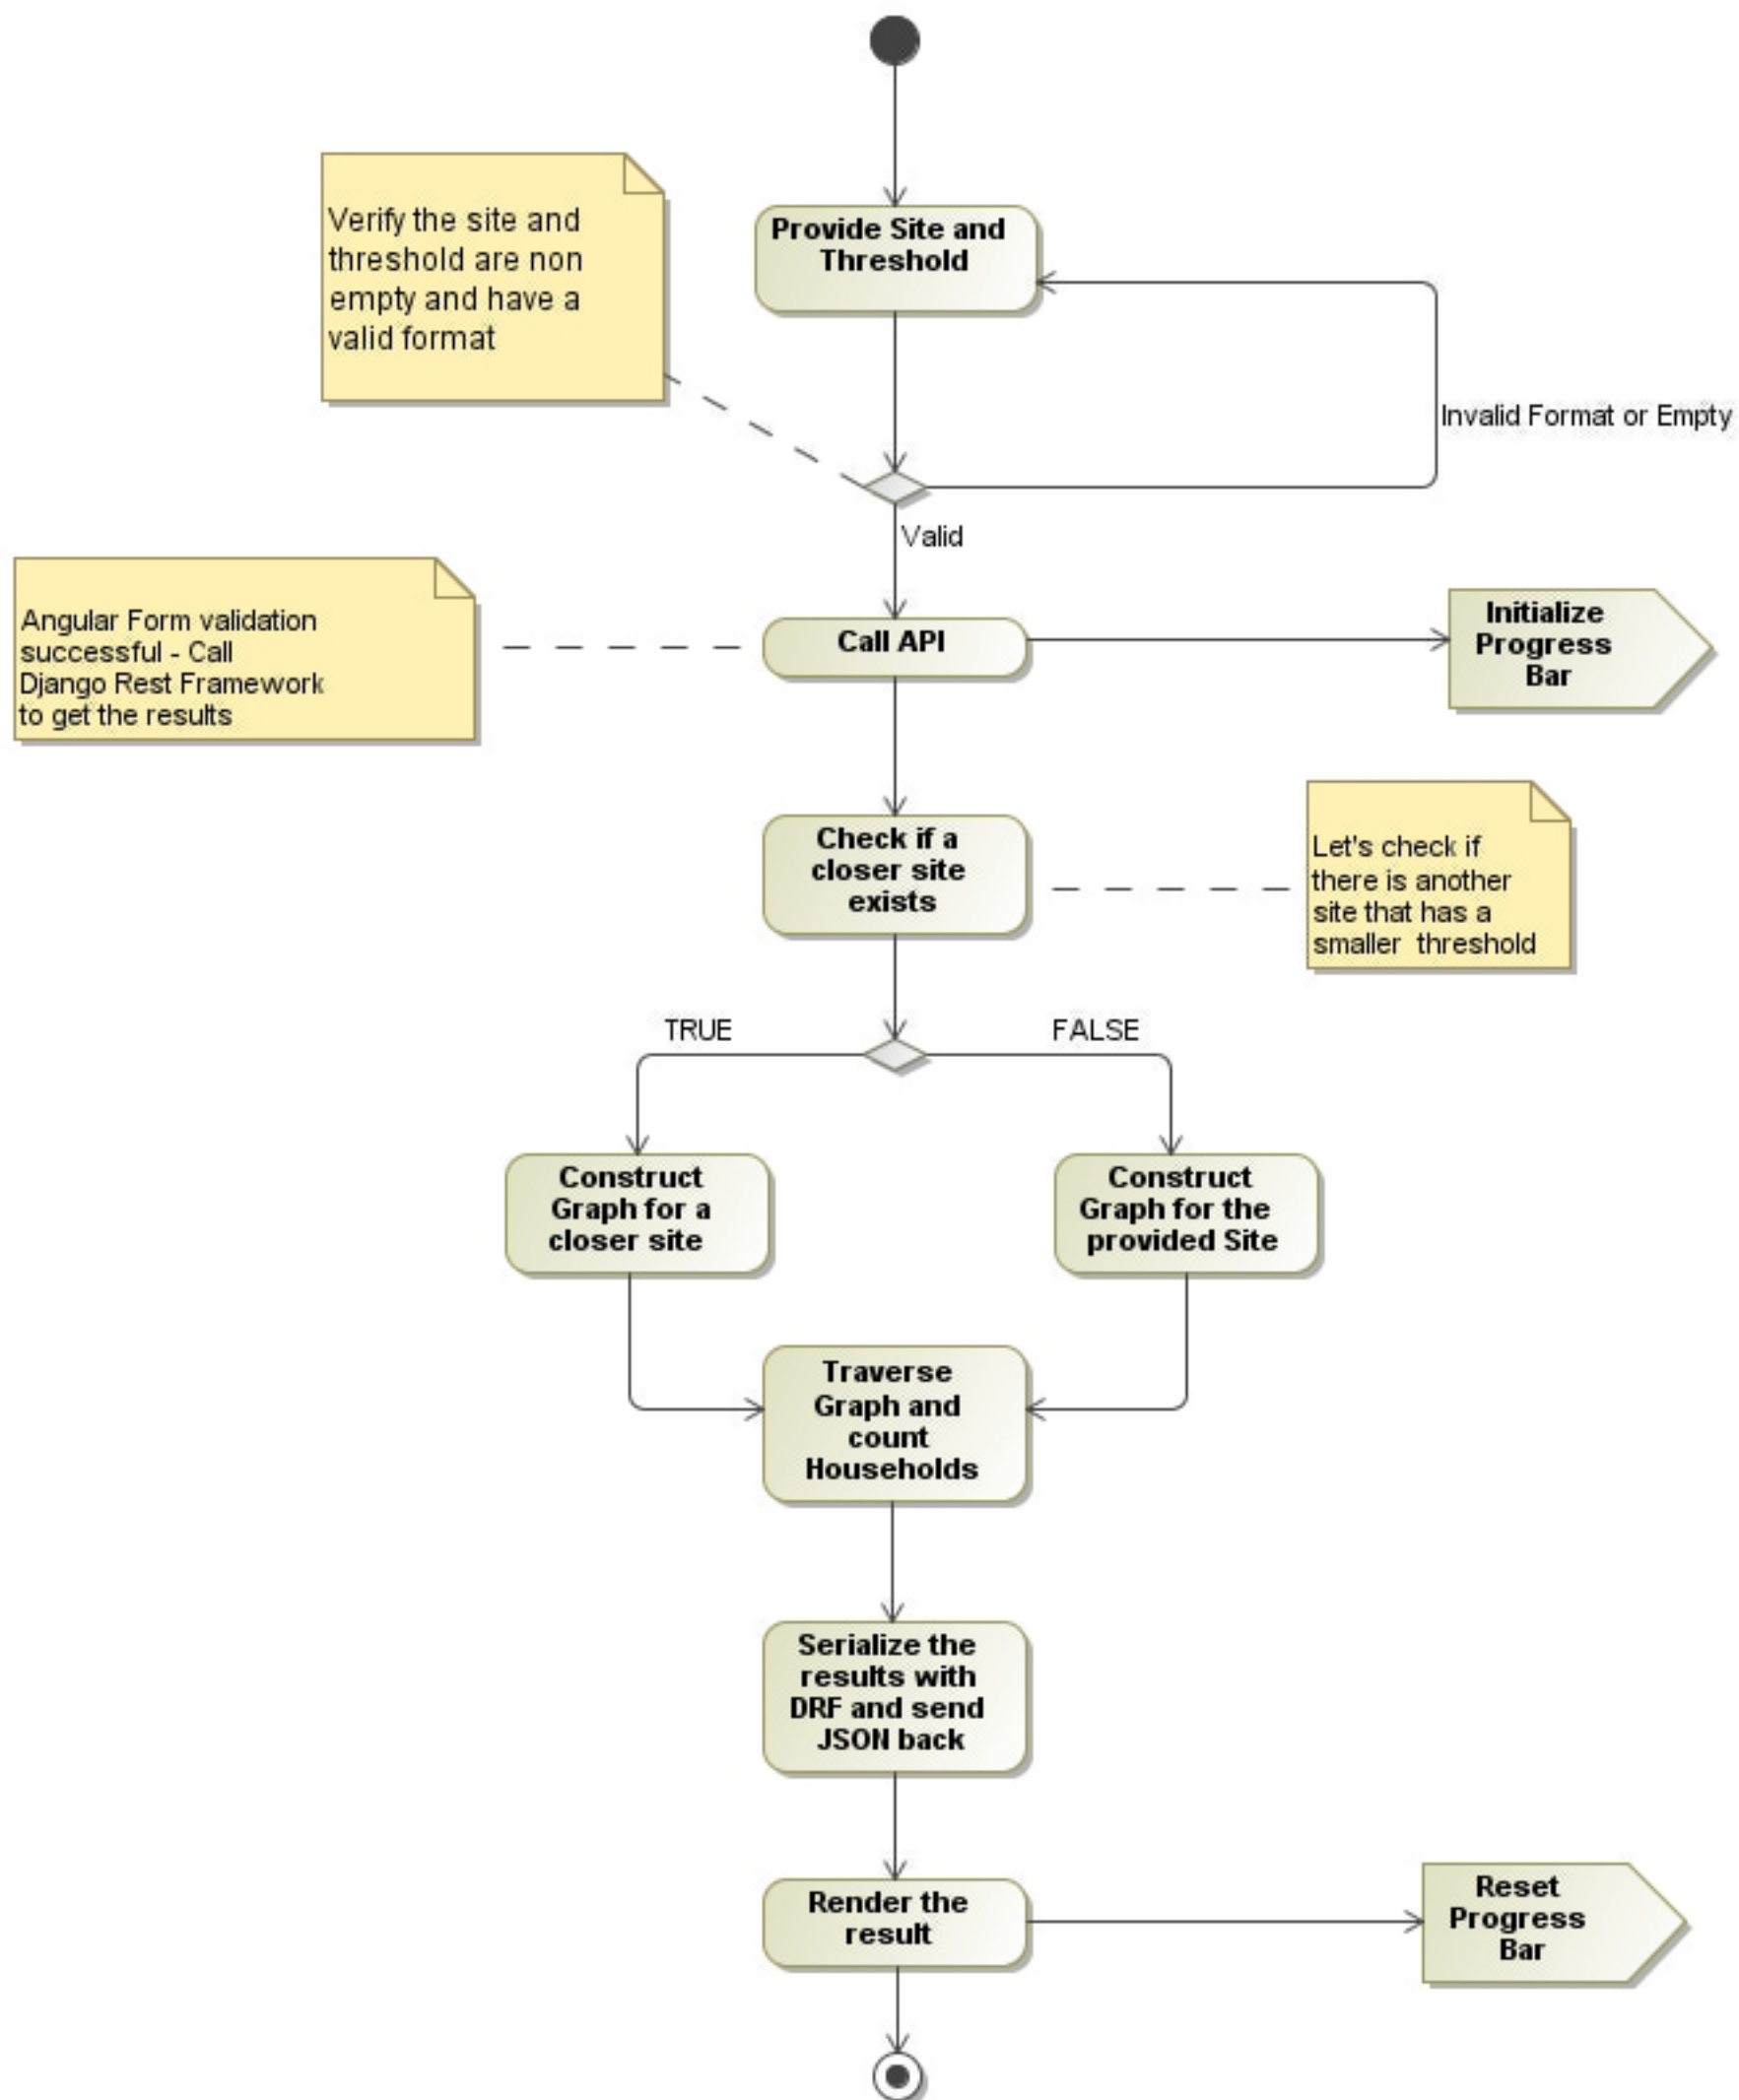 Provide Site and
Threshold
Verify the site and
threshold are non
empty and have a
valid format
Invalid Format or Empty
Valid
Angular Form validation
successful - Call
Django Rest Framework
to get the results
Call API
Initialize
Progress
Bar
Check if a
closer site
exists
Let's check if
there is another
site that has a
smaller  threshold
TRUE
FALSE
Construct
Graph for a
closer site
Construct
Graph for the
provided Site
Traverse
Graph and
count
Households
Serialize the
results with
DRF and send
JSON back
Render the
result
Reset
Progress
Bar